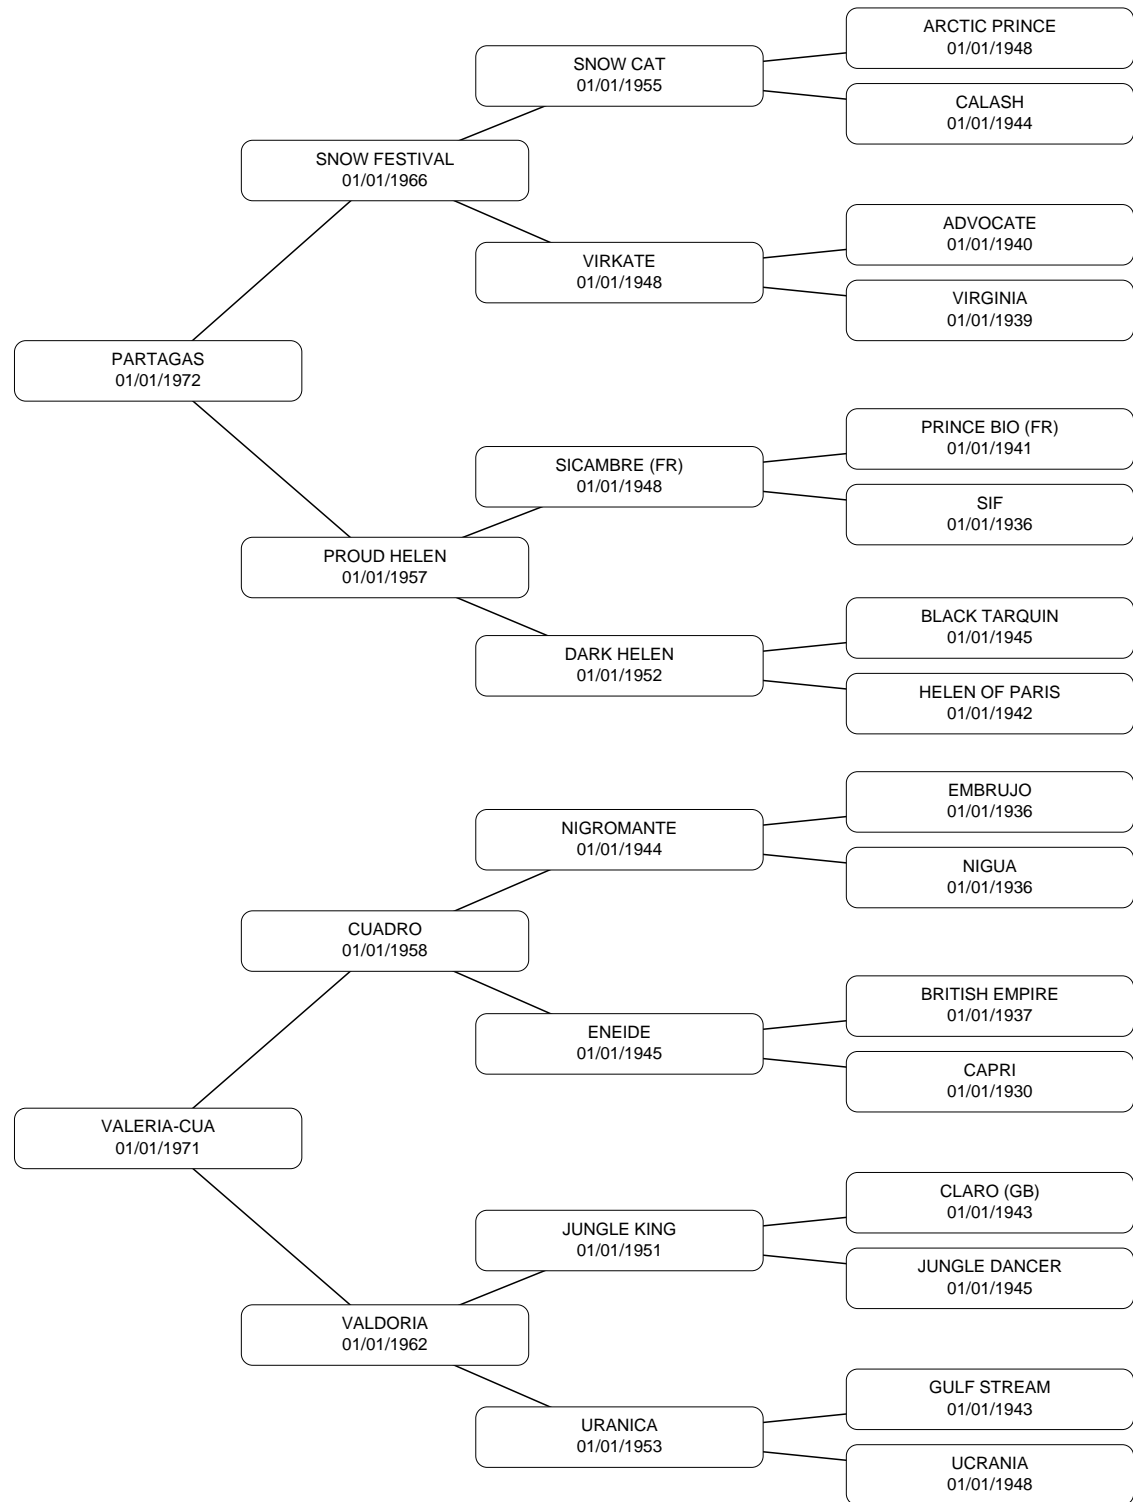 ARCTIC PRINCE
01/01/1948
SNOW CAT
01/01/1955
CALASH
01/01/1944
SNOW FESTIVAL
01/01/1966
ADVOCATE
01/01/1940
VIRKATE
01/01/1948
VIRGINIA
01/01/1939
PARTAGAS
01/01/1972
PRINCE BIO (FR)
01/01/1941
SICAMBRE (FR)
01/01/1948
SIF
01/01/1936
PROUD HELEN
01/01/1957
BLACK TARQUIN
01/01/1945
DARK HELEN
01/01/1952
HELEN OF PARIS
01/01/1942
EMBRUJO
01/01/1936
NIGROMANTE
01/01/1944
NIGUA
01/01/1936
CUADRO
01/01/1958
BRITISH EMPIRE
01/01/1937
ENEIDE
01/01/1945
CAPRI
01/01/1930
VALERIA-CUA
01/01/1971
CLARO (GB)
01/01/1943
JUNGLE KING
01/01/1951
JUNGLE DANCER
01/01/1945
VALDORIA
01/01/1962
GULF STREAM
01/01/1943
URANICA
01/01/1953
UCRANIA
01/01/1948